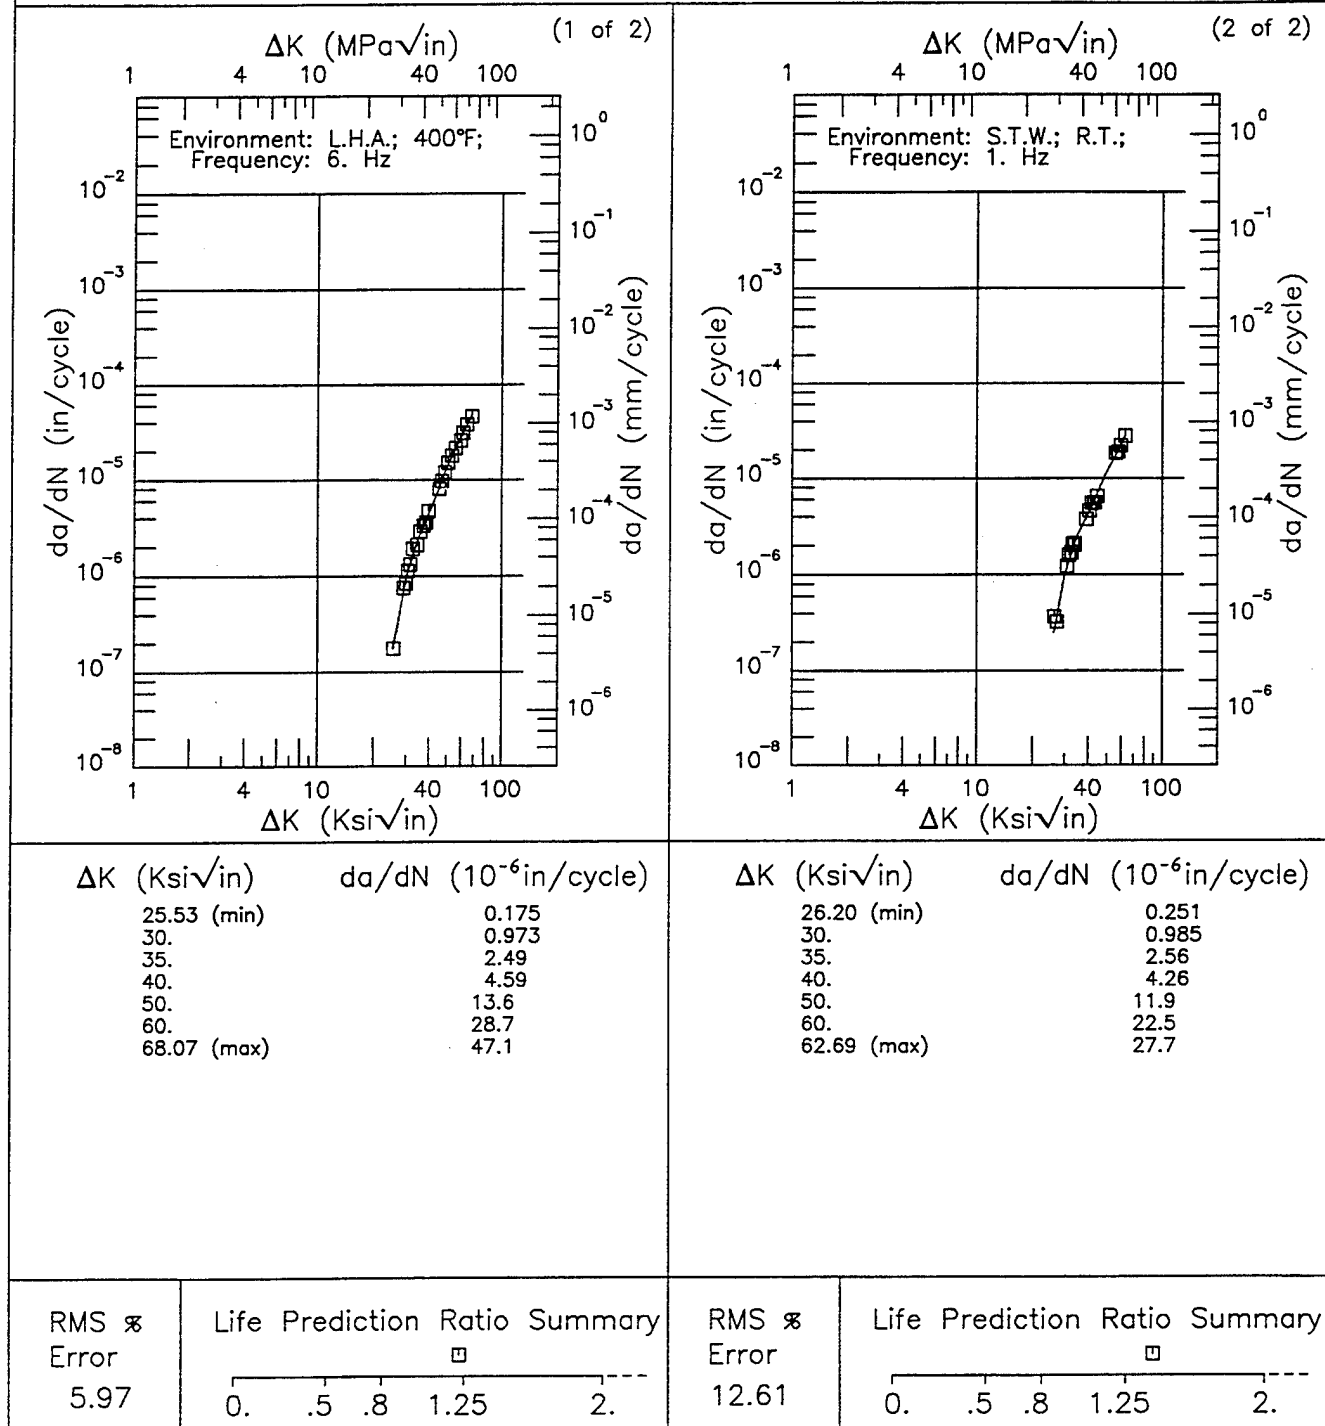 (1 of 2)
ΔK (MPa√in)
1 4 10 40 100
Environment: L.H.A.; 400°F;
Frequency: 6. Hz
10⁻²
10⁻³
10⁻⁴
10⁻⁵
10⁻⁶
10⁻⁷
10⁻⁸
da/dN (in/cycle)
10⁰
10⁻¹
10⁻²
10⁻³
10⁻⁴
10⁻⁵
10⁻⁶
da/dN (mm/cycle)
1 4 10 40 100
ΔK (Ksi√in)
ΔK (Ksi√in) da/dN (10⁻⁶in/cycle)
25.53 (min) 0.175
30. 0.973
35. 2.49
40. 4.59
50. 13.6
60. 28.7
68.07 (max) 47.1
RMS %
Error
5.97
Life Prediction Ratio Summary
0. .5 .8 1.25 2.
(2 of 2)
ΔK (MPa√in)
1 4 10 40 100
Environment: S.T.W.; R.T.;
Frequency: 1. Hz
10⁻²
10⁻³
10⁻⁴
10⁻⁵
10⁻⁶
10⁻⁷
10⁻⁸
da/dN (in/cycle)
10⁰
10⁻¹
10⁻²
10⁻³
10⁻⁴
10⁻⁵
10⁻⁶
da/dN (mm/cycle)
1 4 10 40 100
ΔK (Ksi√in)
ΔK (Ksi√in) da/dN (10⁻⁶in/cycle)
26.20 (min) 0.251
30. 0.985
35. 2.56
40. 4.26
50. 11.9
60. 22.5
62.69 (max) 27.7
RMS %
Error
12.61
Life Prediction Ratio Summary
0. .5 .8 1.25 2.